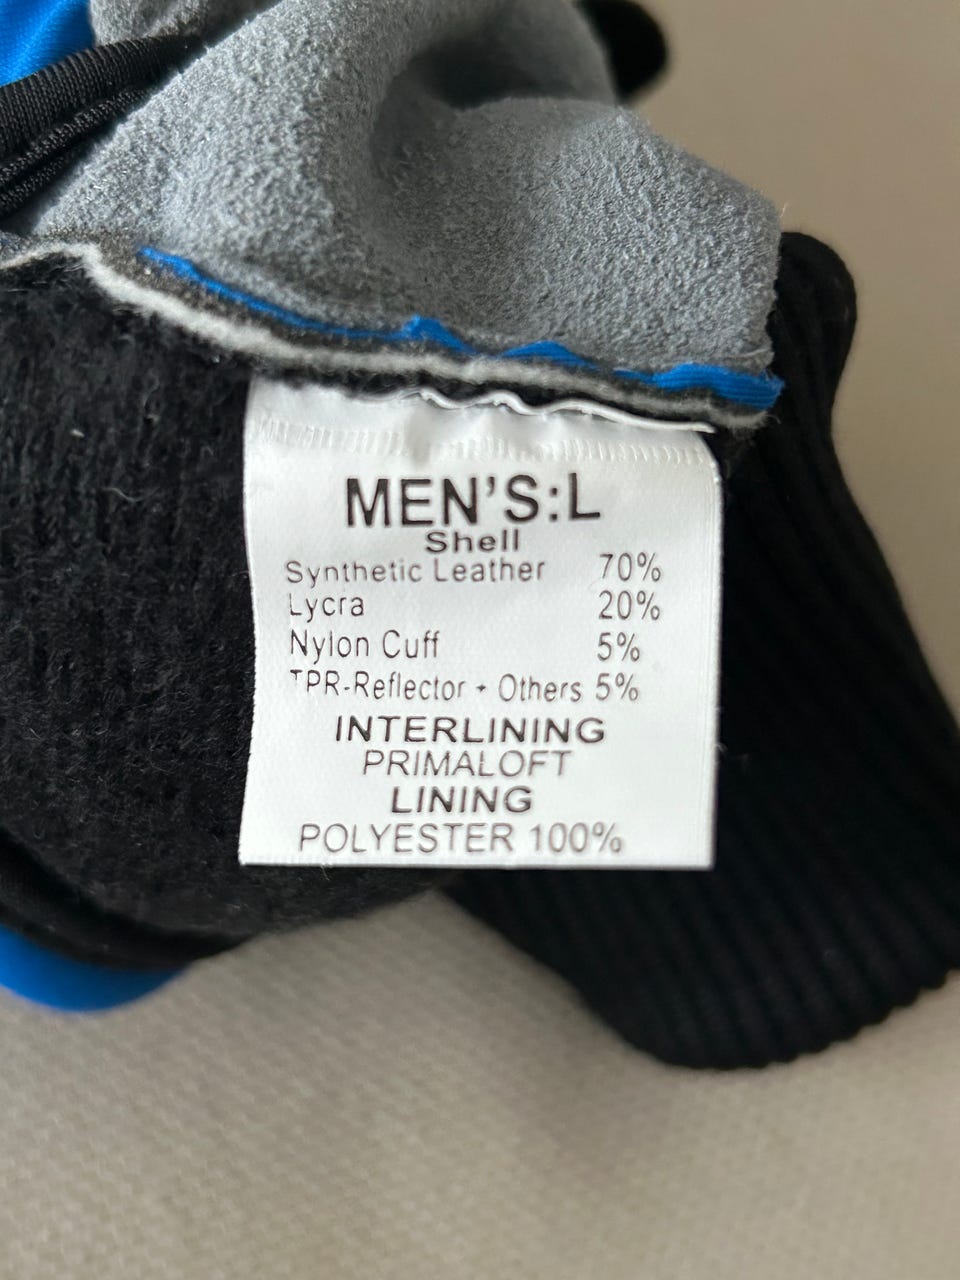 MEN'S:L
Shell
Synthetic Leather 70%
Lycra 20%
Nylon Cuff 5%
TPR-Reflector + Others 5%
INTERLINING
PRIMALOFT
LINING
POLYESTER 100%